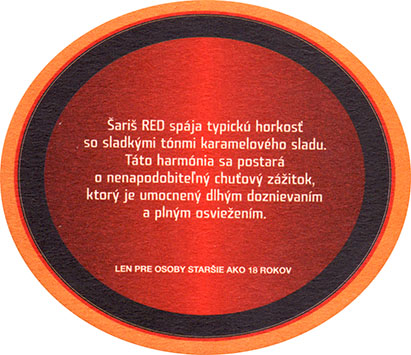 Šariš RED spája typickú horkosť
so sladkými tónmi karamelového sladu.
Táto harmónia sa postará
o nenapodobiteľný chuťový zážitok,
ktorý je umocnený dlhým doznievaním
a plným osviežením.
LEN PRE OSOBY STARŠIE AKO 18 ROKOV